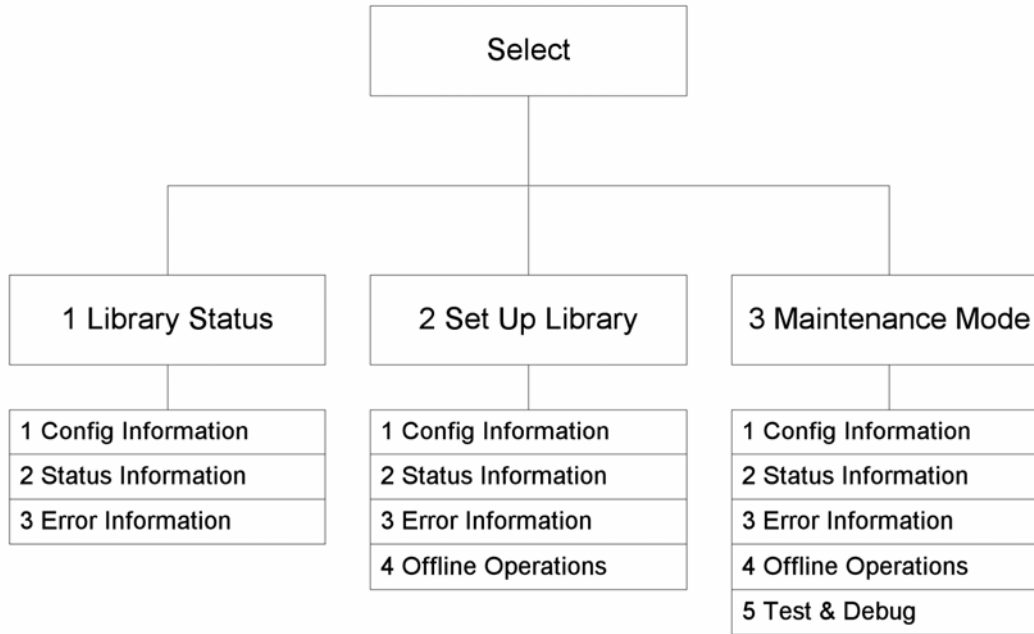 Select
1 Library Status
2 Set Up Library
3 Maintenance Mode
1 Config Information
2 Status Information
3 Error Information
1 Config Information
2 Status Information
3 Error Information
4 Offline Operations
1 Config Information
2 Status Information
3 Error Information
4 Offline Operations
5 Test & Debug